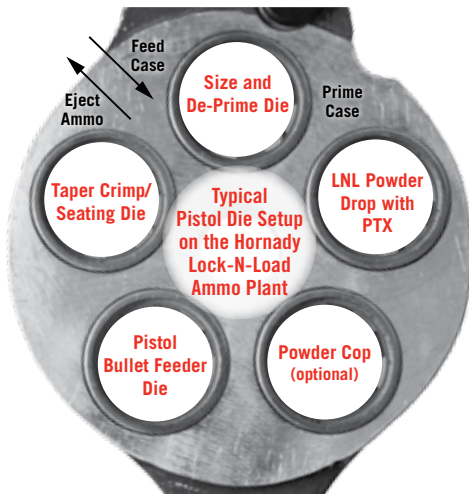 Feed
Case
Eject
Ammo
Size and
De-Prime Die
Prime
Case
LNL Powder
Drop with
PTX
Powder Cop
(optional)
Pistol
Bullet Feeder
Die
Taper Crimp/
Seating Die
Typical
Pistol Die Setup
on the Hornady
Lock-N-Load
Ammo Plant